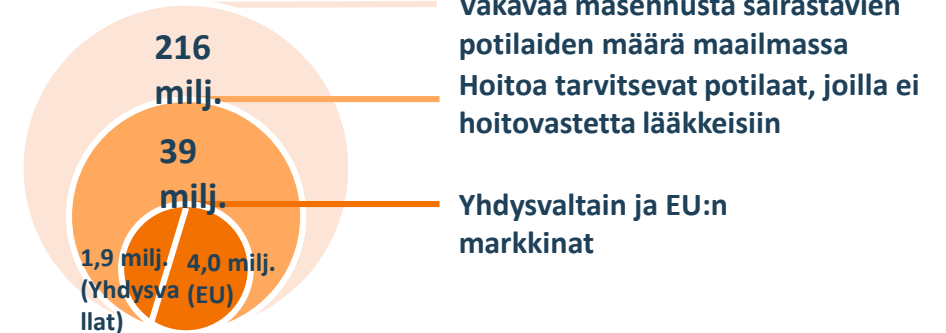 Vakavaa masennusta sairastavien
potilaiden määrä maailmassa
216
milj.
Hoitoa tarvitsevat potilaat, joilla ei
hoitovastetta lääkkeisiin
39
milj.
Yhdysvaltain ja EU:n
markkinat
1,9 milj.
(Yhdysva
llat)
4,0 milj.
(EU)